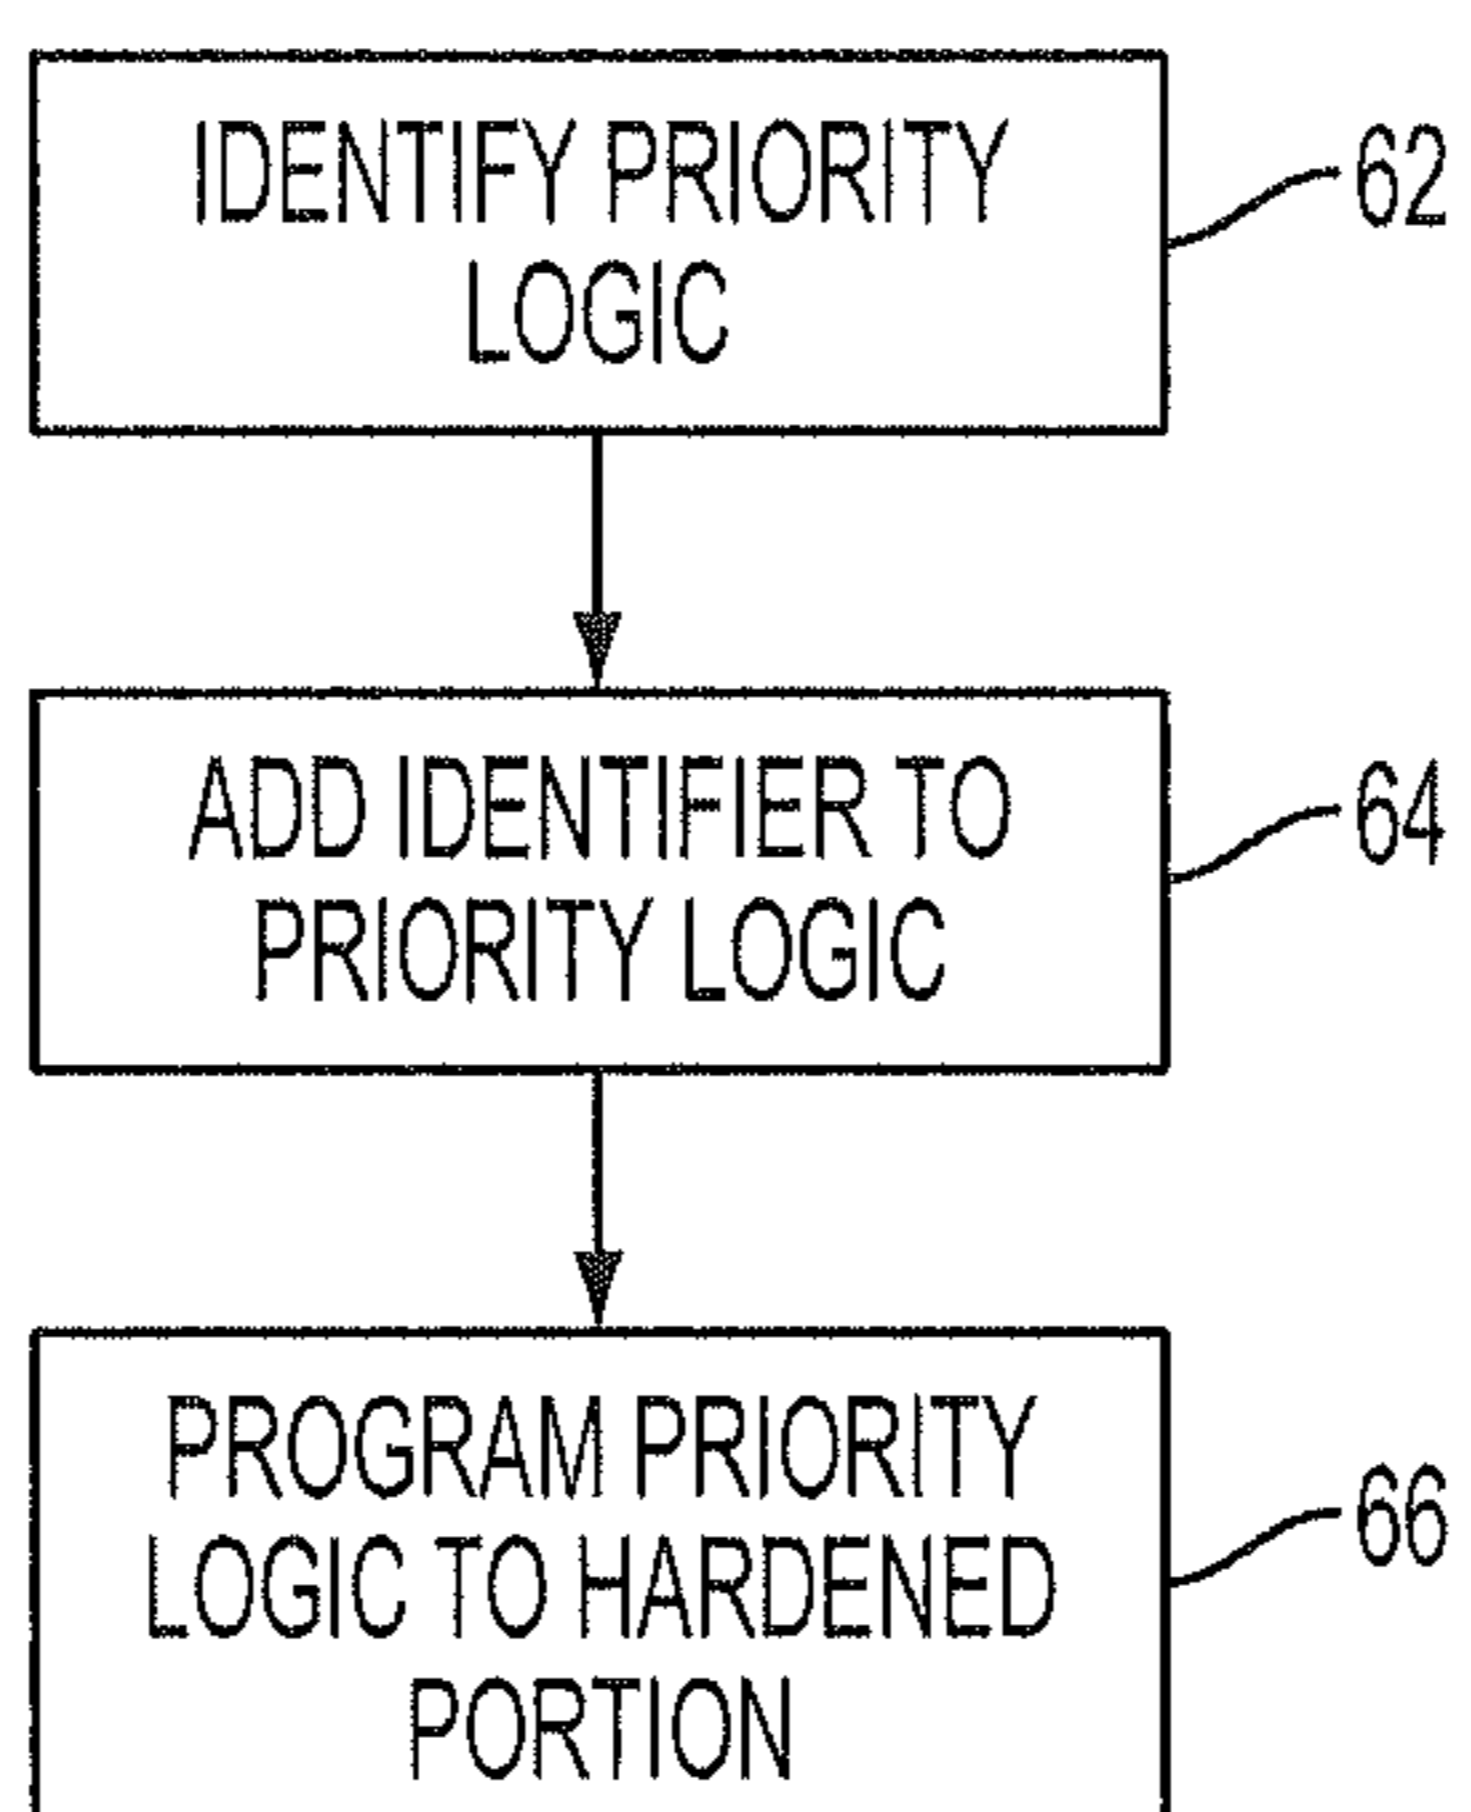 IDENTIFY PRIORITY
LOGIC
62
ADD IDENTIFIER TO
PRIORITY LOGIC
64
PROGRAM PRIORITY
LOGIC TO HARDENED
PORTION
66